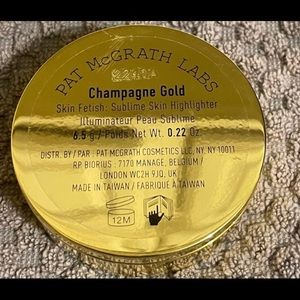 PAT McGRATH LABS
Champagne Gold
Skin Fetish: Sublime Skin Highlighter
Illuminateur Peau Sublime
6.5 g / Poids Net Wt. 0.22 Oz.
DISTR. BY / PAR : PAT MCGRATH COSMETICS LLC, NY, NY 10011
RP. BIORIUS : 7170 MANAGE, BELGIUM /
LONDON WC2H 9JQ, UK
MADE IN TAIWAN / FABRIQUÉ À TAIWAN
12M